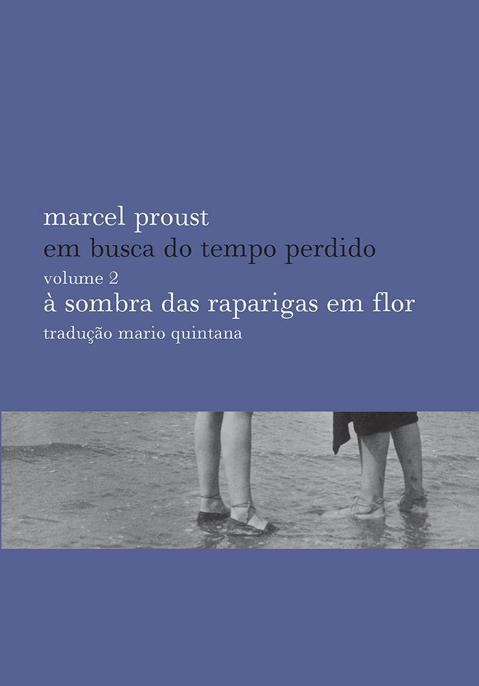 marcel proust
em busca do tempo perdido
volume 2
à sombra das raparigas em flor
tradução mario quintana